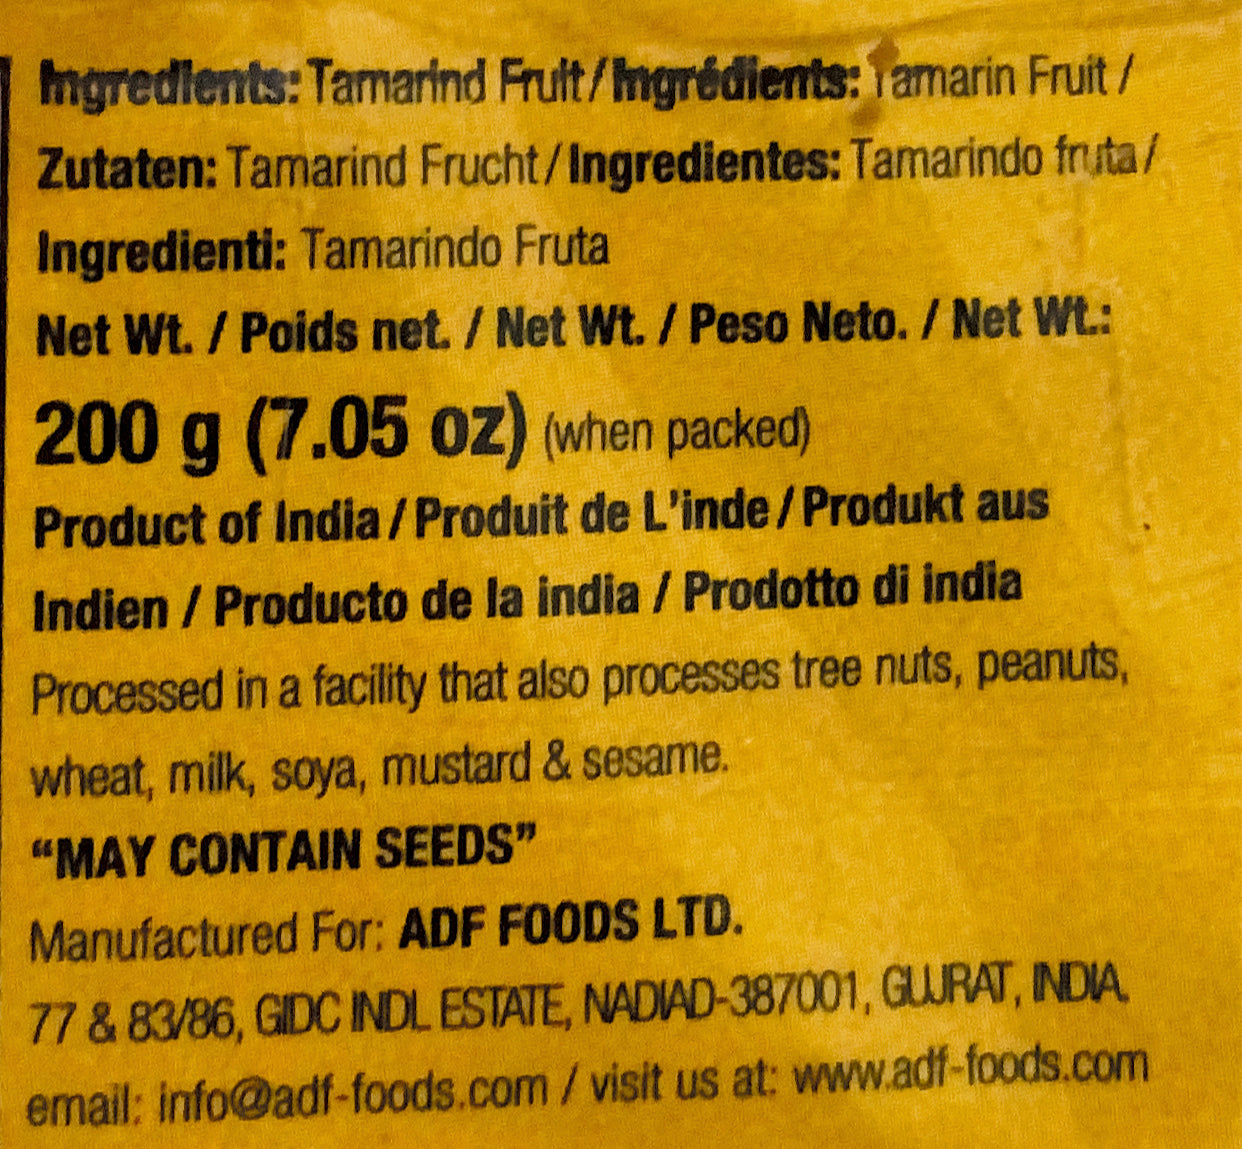 Ingredients: Tamarind Fruit / Ingrédients: Tamarin Fruit /
Zutaten: Tamarind Frucht / Ingredientes: Tamarindo fruta /
Ingredienti: Tamarindo Fruta
Net Wt. / Poids net. / Net Wt. / Peso Neto. / Net Wt.:
200 g (7.05 oz) (when packed)
Product of India / Produit de L'inde / Produkt aus
Indien / Producto de la india / Prodotto di india
Processed in a facility that also processes tree nuts, peanuts,
wheat, milk, soya, mustard & sesame.
“MAY CONTAIN SEEDS”
Manufactured For: ADF FOODS LTD.
77 & 83/86, GIDC INDL ESTATE, NADIAD-387001, GUJRAT, INDIA.
email: info@adf-foods.com / visit us at: www.adf-foods.com